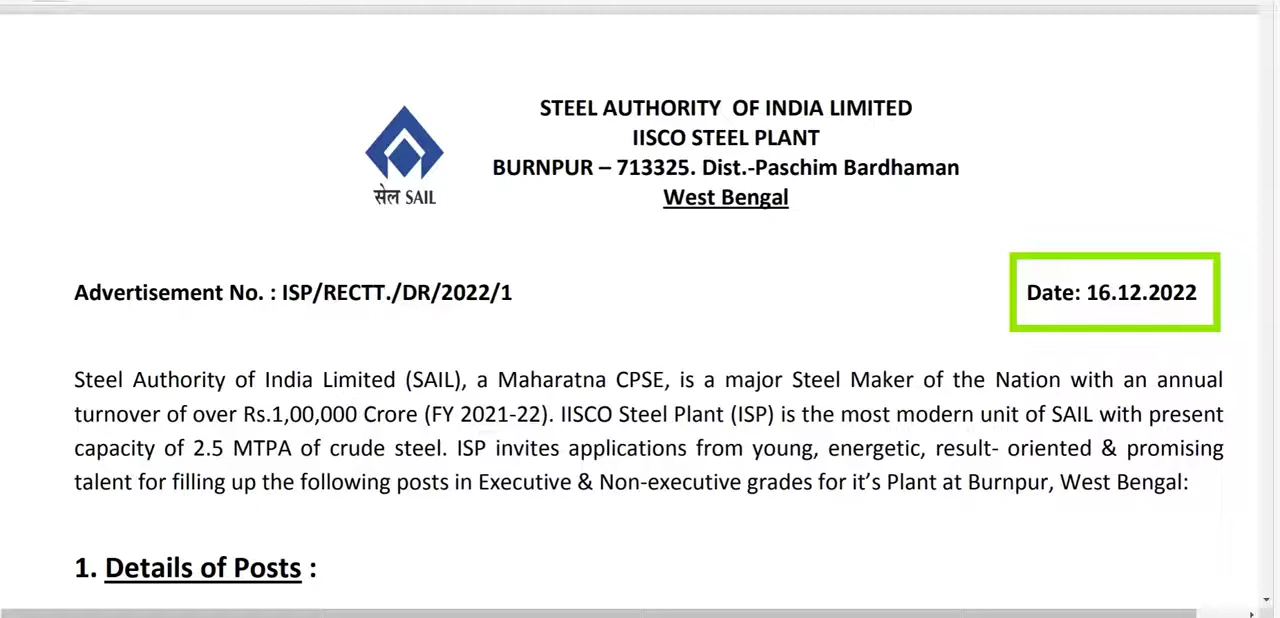 STEEL AUTHORITY OF INDIA LIMITED
IISCO STEEL PLANT
BURNPUR – 713325. Dist.-Paschim Bardhaman
West Bengal
सेल SAIL
Advertisement No. : ISP/RECTT./DR/2022/1
Date: 16.12.2022
Steel Authority of India Limited (SAIL), a Maharatna CPSE, is a major Steel Maker of the Nation with an annual
turnover of over Rs.1,00,000 Crore (FY 2021-22). IISCO Steel Plant (ISP) is the most modern unit of SAIL with present
capacity of 2.5 MTPA of crude steel. ISP invites applications from young, energetic, result- oriented & promising
talent for filling up the following posts in Executive & Non-executive grades for it’s Plant at Burnpur, West Bengal:
1. Details of Posts :